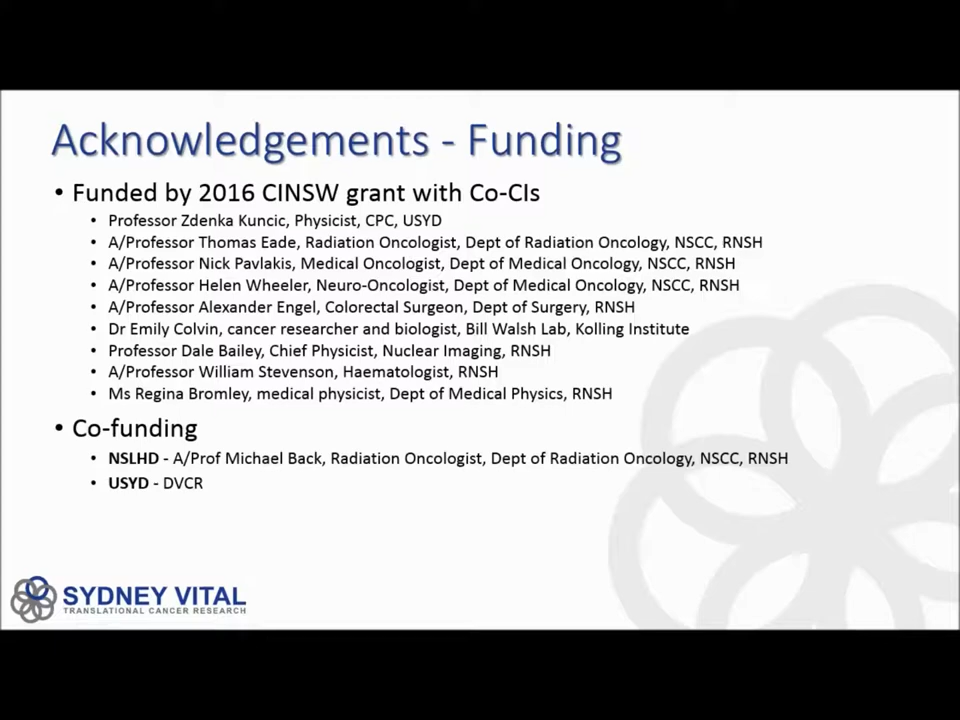 Acknowledgements - Funding
• Funded by 2016 CINSW grant with Co-CIs
• Professor Zdenka Kuncic, Physicist, CPC, USYD
• A/Professor Thomas Eade, Radiation Oncologist, Dept of Radiation Oncology, NSCC, RNSH
• A/Professor Nick Pavlakis, Medical Oncologist, Dept of Medical Oncology, NSCC, RNSH
• A/Professor Helen Wheeler, Neuro-Oncologist, Dept of Medical Oncology, NSCC, RNSH
• A/Professor Alexander Engel, Colorectal Surgeon, Dept of Surgery, RNSH
• Dr Emily Colvin, cancer researcher and biologist, Bill Walsh Lab, Kolling Institute
• Professor Dale Bailey, Chief Physicist, Nuclear Imaging, RNSH
• A/Professor William Stevenson, Haematologist, RNSH
• Ms Regina Bromley, medical physicist, Dept of Medical Physics, RNSH
• Co-funding
• NSLHD - A/Prof Michael Back, Radiation Oncologist, Dept of Radiation Oncology, NSCC, RNSH
• USYD - DVCR
SYDNEY VITAL
TRANSLATIONAL CANCER RESEARCH